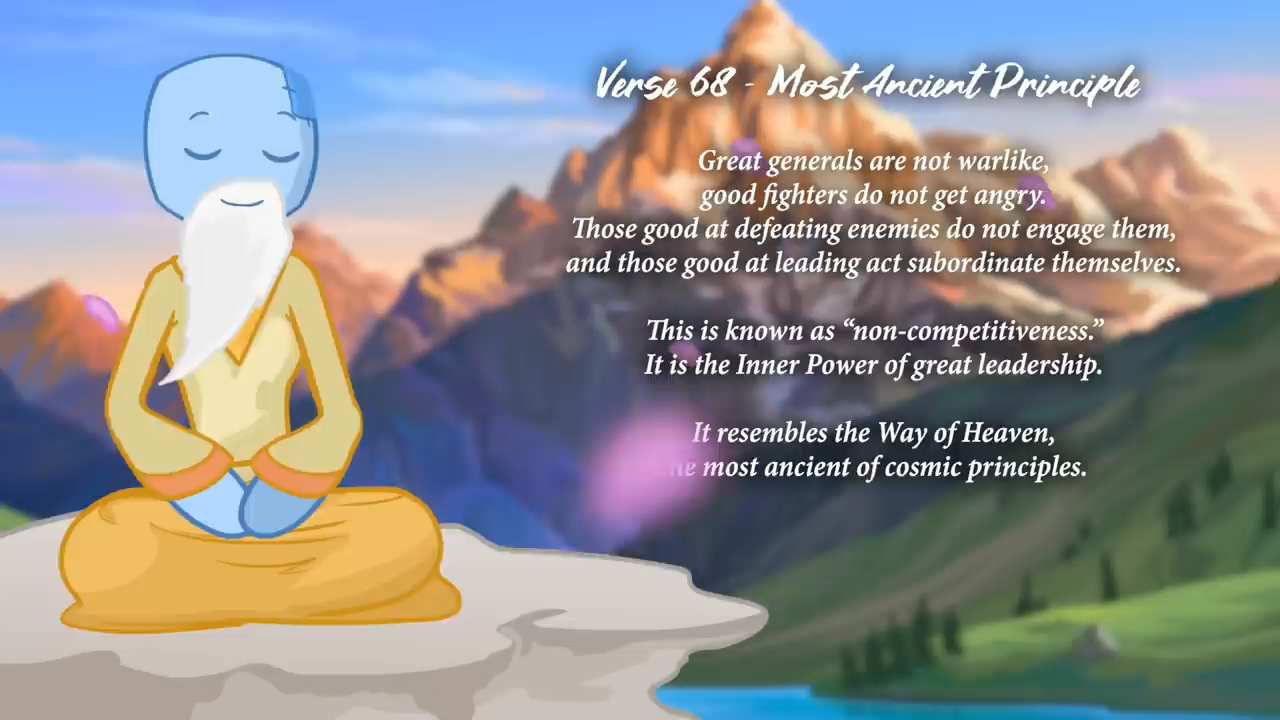 Verse 68 - Most Ancient Principle
Great generals are not warlike,
good fighters do not get angry.
Those good at defeating enemies do not engage them,
and those good at leading act subordinate themselves.
This is known as “non-competitiveness.”
It is the Inner Power of great leadership.
It resembles the Way of Heaven,
most ancient of cosmic principles.